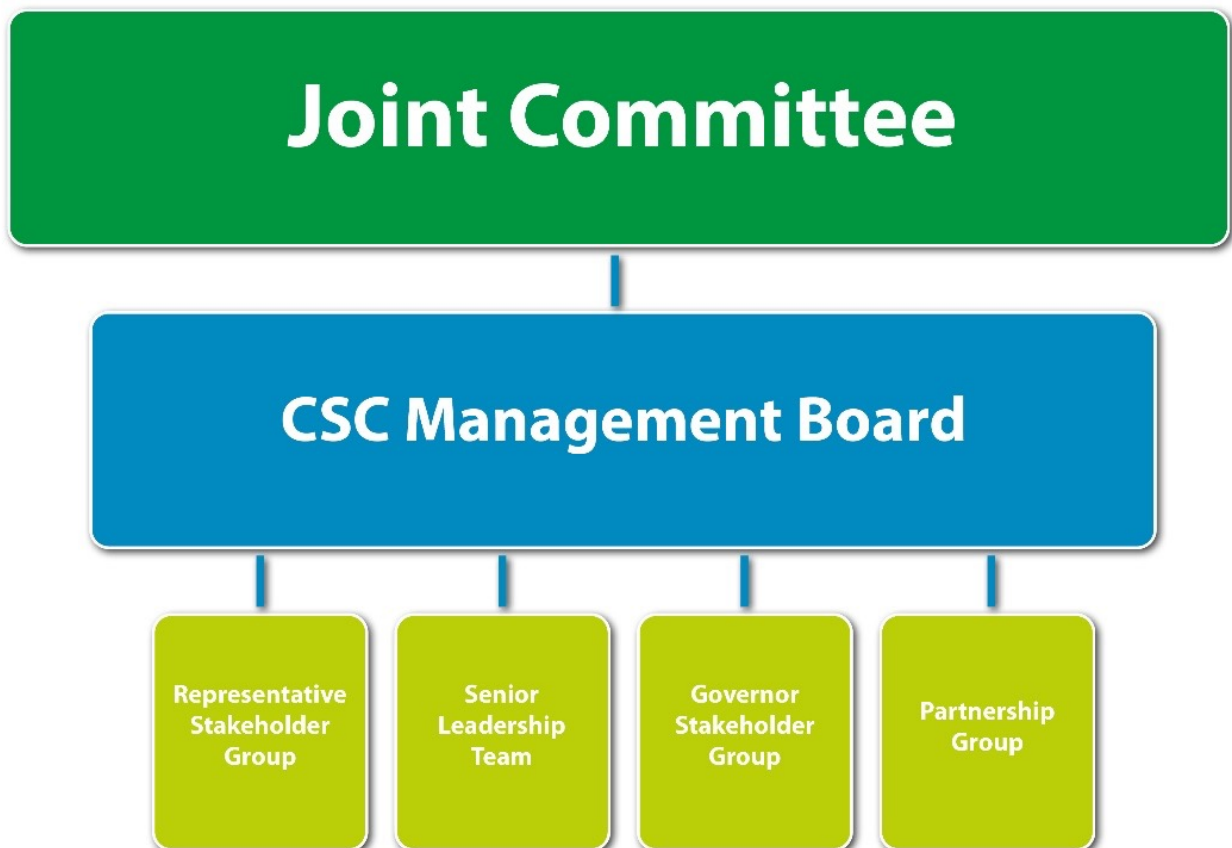 Joint Committee
CSC Management Board
Representative
Stakeholder
Group
Senior
Leadership
Team
Governor
Stakeholder
Group
Partnership
Group